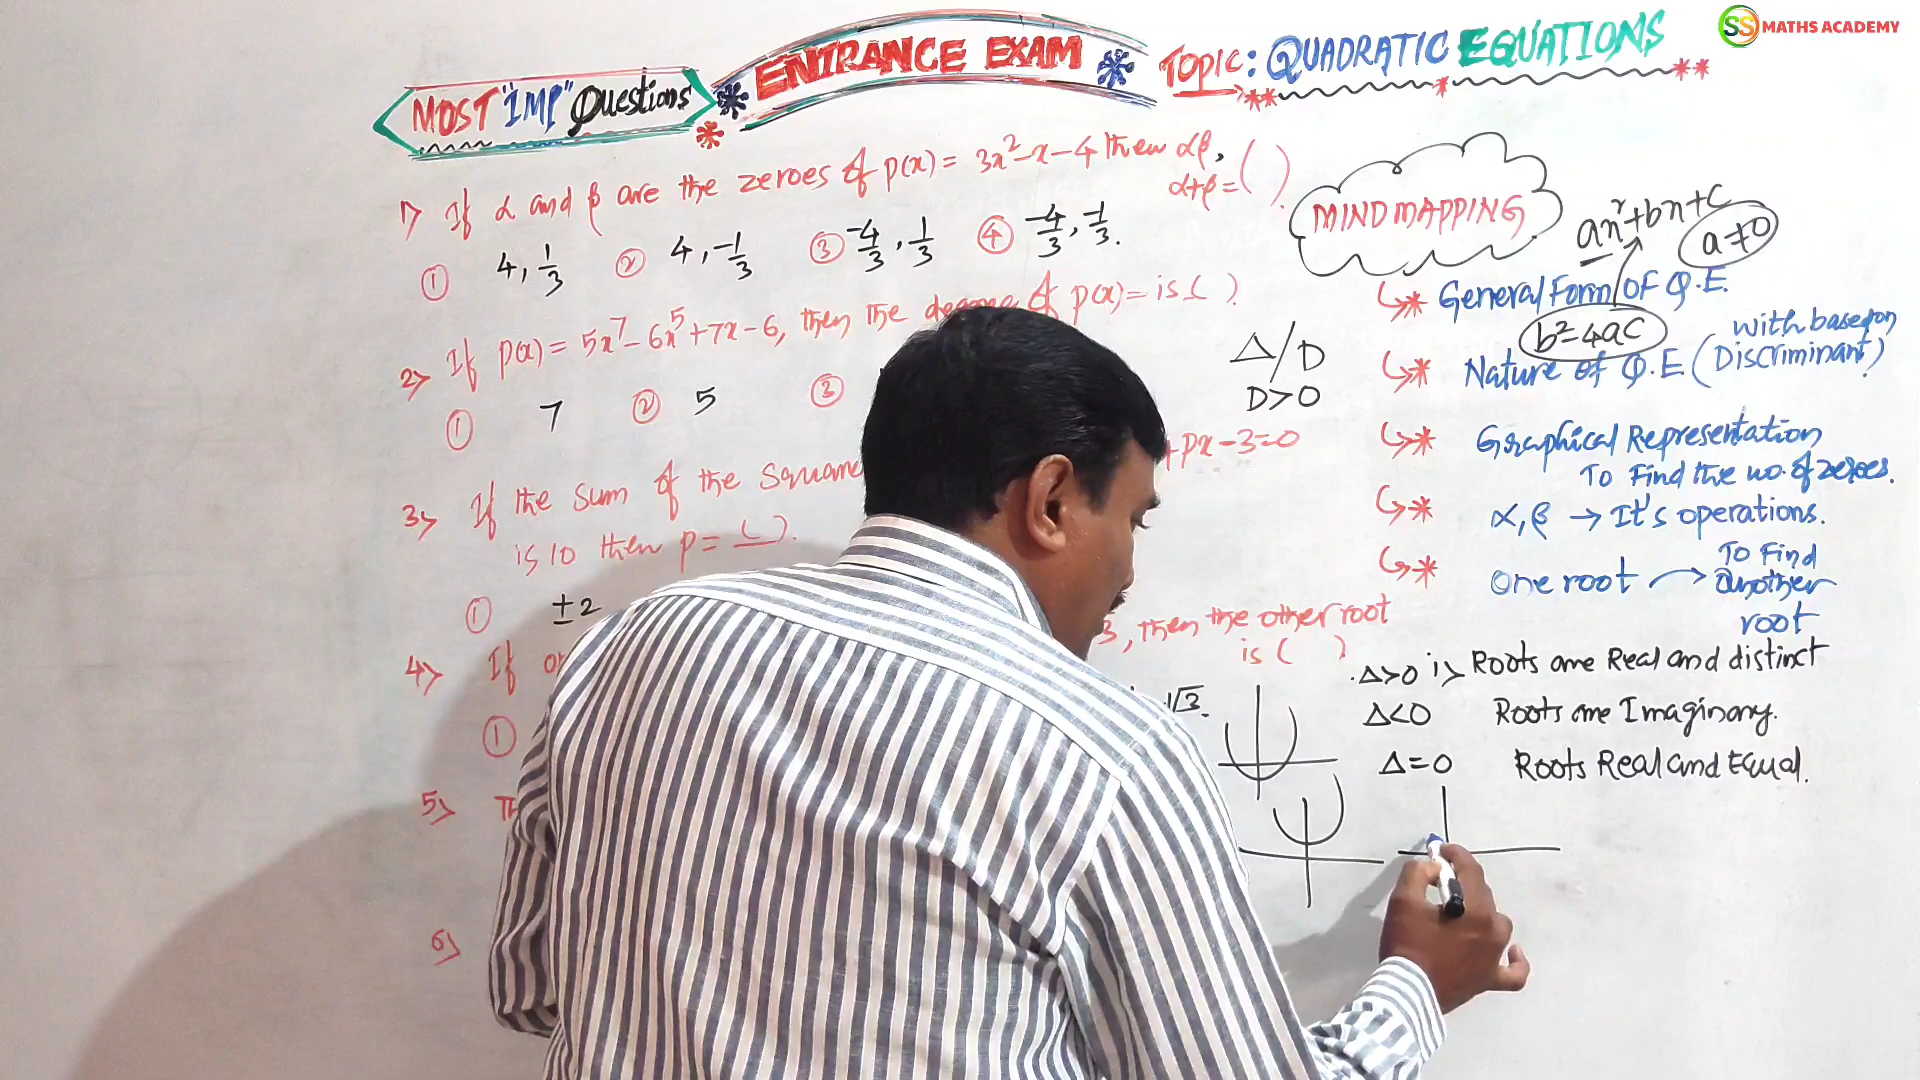 SS MATHS ACADEMY
MOST "IMP" Questions
ENTRANCE EXAM
TOPIC: QUADRATIC EQUATIONS
1) If α and β are the zeroes of p(x) = 3x²-x-4 then αβ,
α+β = ( ).
① 4, 1/3 ② 4, -1/3 ③ -4/3, 1/3 ④ -4/3, -1/3.
2) If p(x) = 5x⁷-6x⁵+7x-6, then the degree of p(x) = is ( ).
① 7 ② 5 ③
3) If the sum of the square
+px-3=0
is 10 then p = ( ).
① ±2
4) If
3, then the other root
is ( )
①
√3.
5)
6)
Δ/D
D>0
MINDMAPPING
ax²+bx+c
a≠0
General Form of Q.E.
b²-4ac
Nature of Q.E (with based on
Discriminant)
Graphical Representation
To Find the no. of zeroes.
α, β → It's operations.
One root → To Find
another
root
Δ>0 i> Roots are Real and distinct
Δ<0 Roots are Imaginary.
Δ=0 Roots Real and Equal.